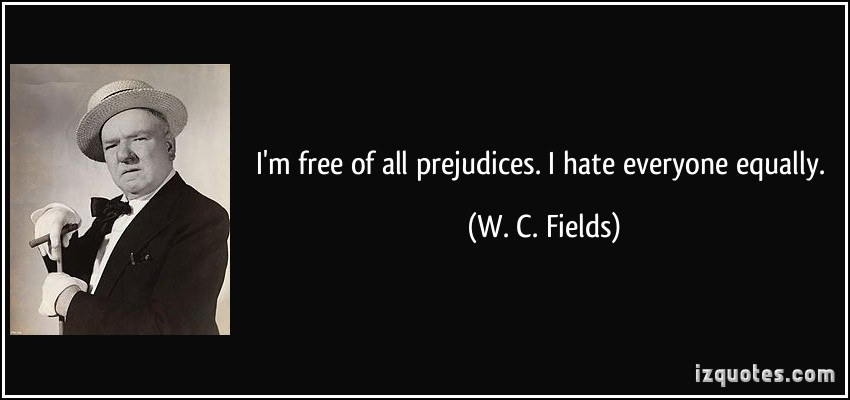 I'm free of all prejudices. I hate everyone equally.
(W. C. Fields)
izquotes.com